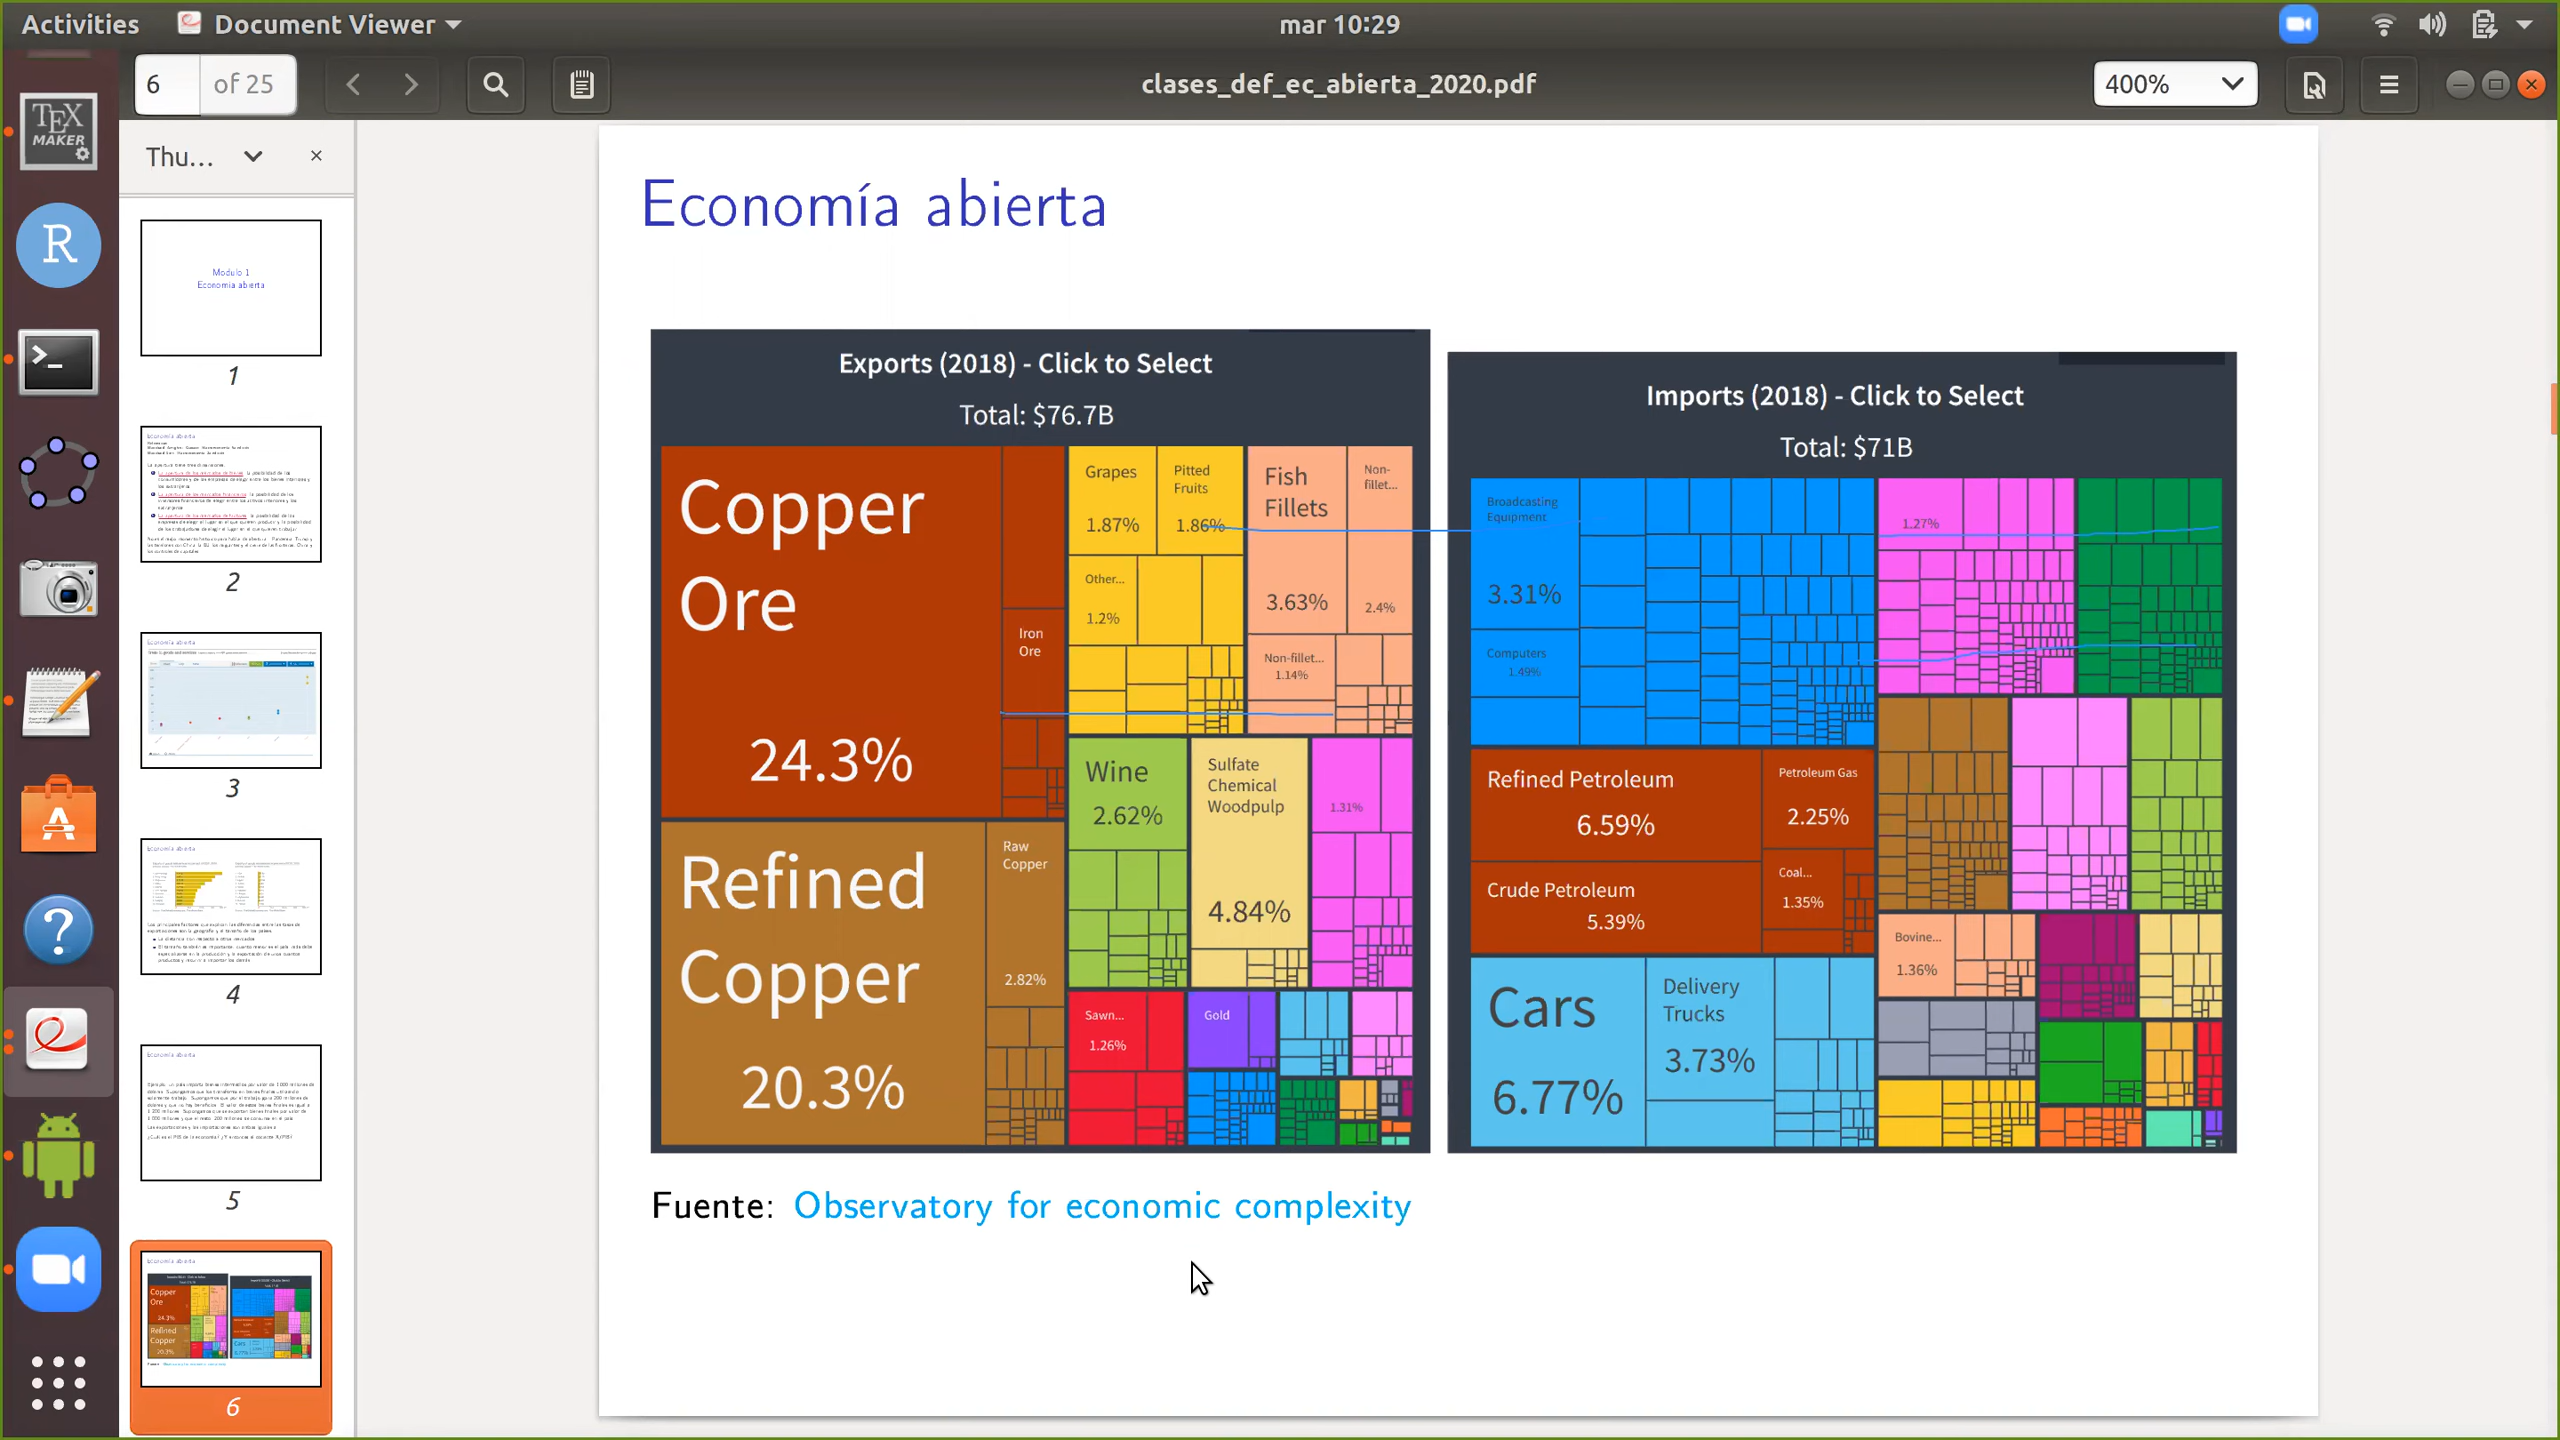 Activities
Document Viewer
mar 10:29
6 of 25
clases_def_ec_abierta_2020.pdf
400%
TEX
MAKER
R
Thu...
Modulo 1
Economía abierta
1
2
3
4
5
6
Economía abierta
Exports (2018) - Click to Select
Total: $76.7B
Copper
Ore
24.3%
Iron
Ore
Refined
Copper
20.3%
Raw
Copper
2.82%
Grapes
1.87%
Pitted
Fruits
1.86%
Other...
1.2%
Fish
Fillets
3.63%
Non-
fillet...
2.4%
Non-fillet...
1.14%
Wine
2.62%
Sulfate
Chemical
Woodpulp
4.84%
1.31%
Sawn...
1.26%
Gold
Imports (2018) - Click to Select
Total: $71B
Broadcasting
Equipment
3.31%
Computers
1.49%
1.27%
Refined Petroleum
6.59%
Petroleum Gas
2.25%
Crude Petroleum
5.39%
Coal...
1.35%
Cars
6.77%
Delivery
Trucks
3.73%
Bovine...
1.36%
Fuente: Observatory for economic complexity